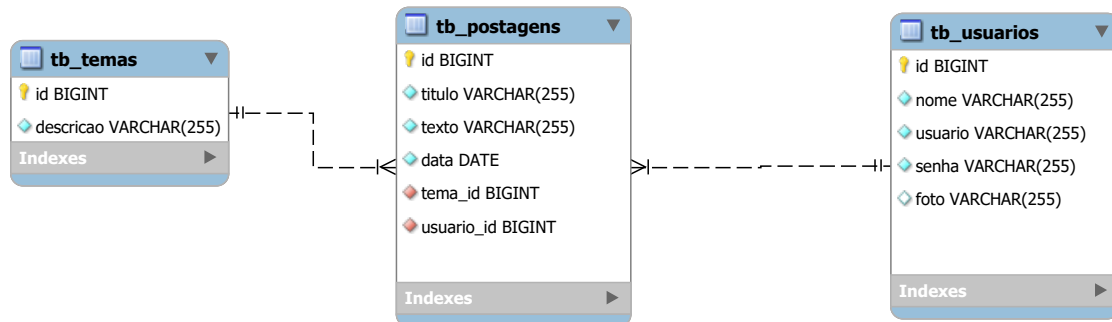 tb_temas
id BIGINT
descricao VARCHAR(255)
Indexes
tb_postagens
id BIGINT
titulo VARCHAR(255)
texto VARCHAR(255)
data DATE
tema_id BIGINT
usuario_id BIGINT
Indexes
tb_usuarios
id BIGINT
nome VARCHAR(255)
usuario VARCHAR(255)
senha VARCHAR(255)
foto VARCHAR(255)
Indexes